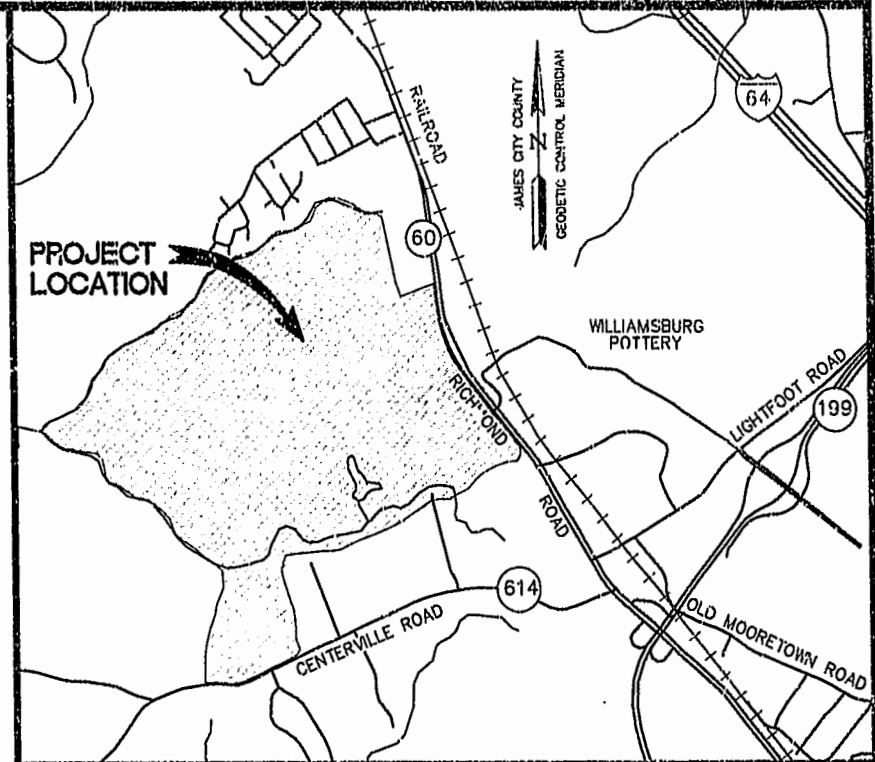 RAILROAD
JAMES CITY COUNTY
GEODETIC CONTROL MERIDIAN
N
64
PROJECT
LOCATION
60
WILLIAMSBURG
POTTERY
RICHMOND
ROAD
LIGHTFOOT ROAD
199
614
CENTERVILLE ROAD
OLD MOORETOWN ROAD